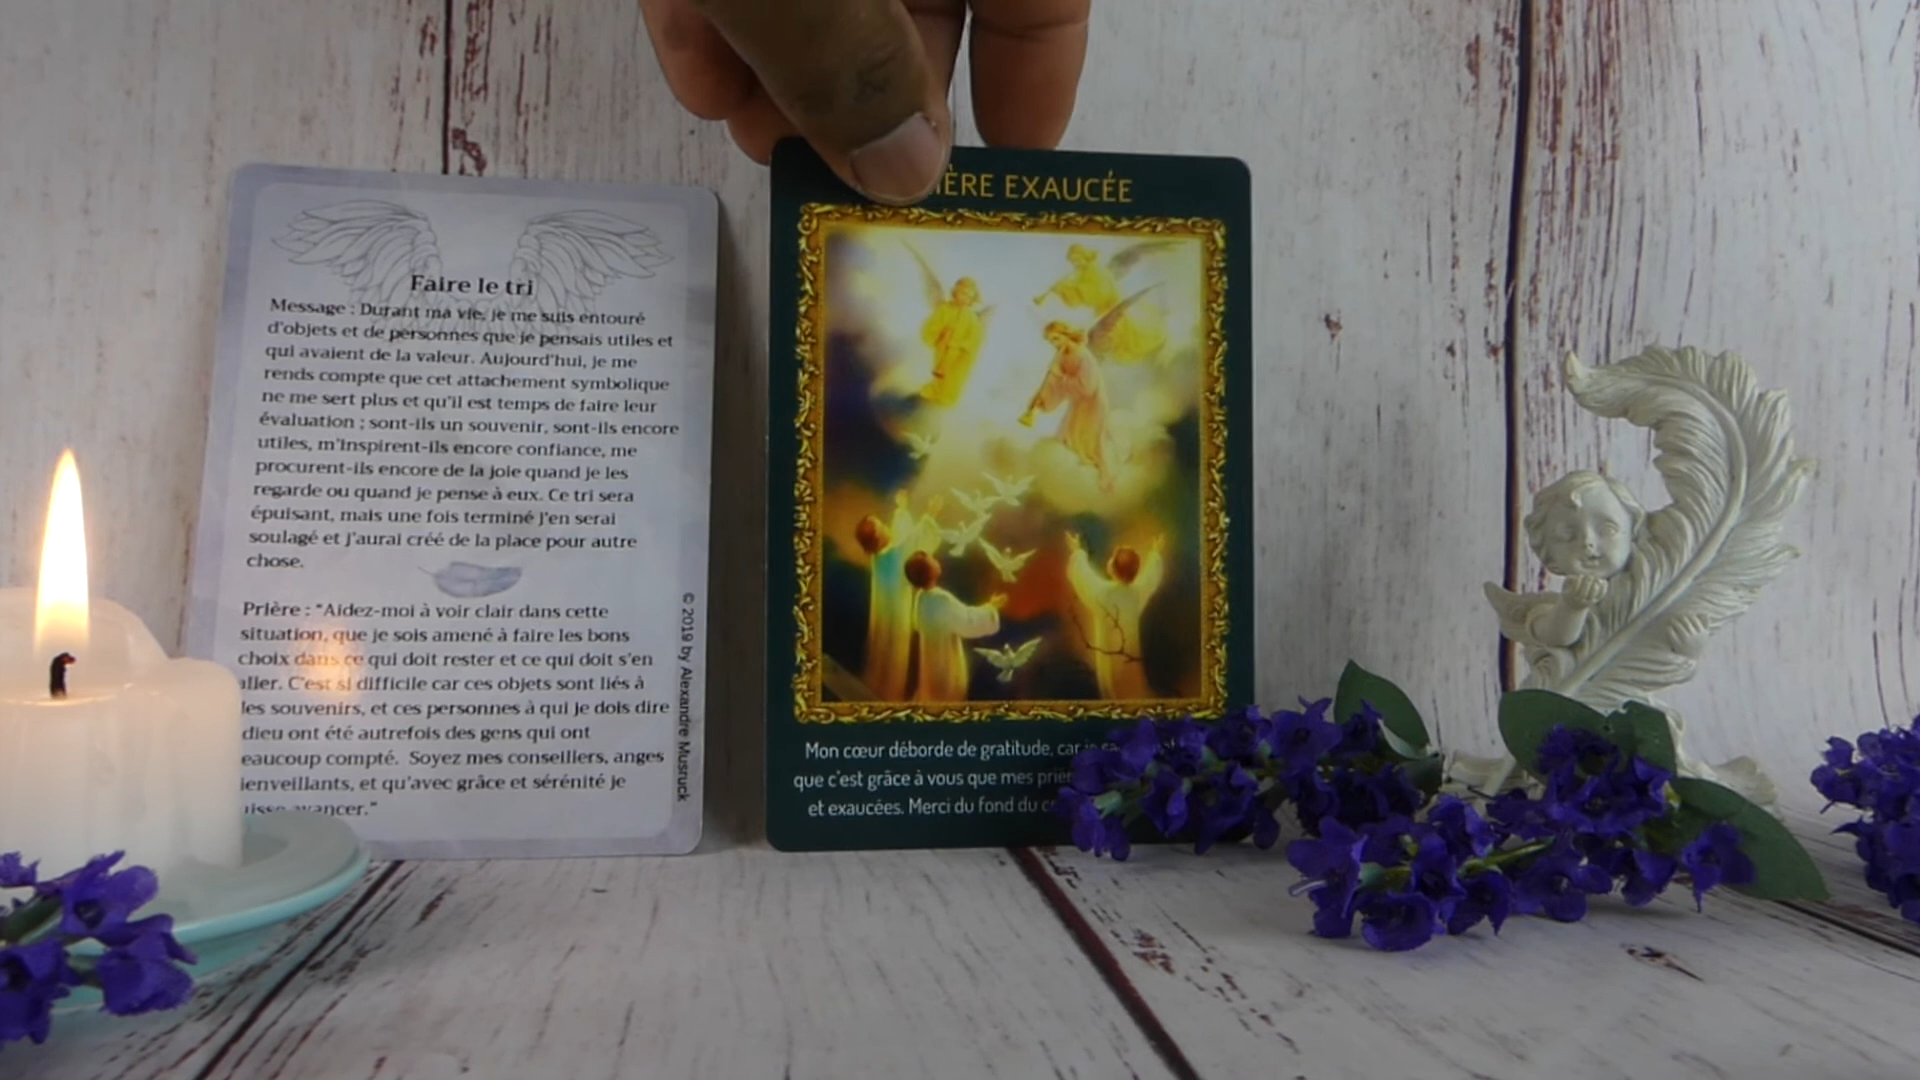 Faire le tri
Message : Durant ma vie, je me suis entouré
d'objets et de personnes que je pensais utiles et
qui avaient de la valeur. Aujourd'hui, je me
rends compte que cet attachement symbolique
ne me sert plus et qu'il est temps de faire leur
évaluation ; sont-ils un souvenir, sont-ils encore
utiles, m'inspirent-ils encore confiance, me
procurent-ils encore de la joie quand je les
regarde ou quand je pense à eux. Ce tri sera
épuisant, mais une fois terminé j'en serai
soulagé et j'aurai créé de la place pour autre
chose.
Prière : "Aidez-moi à voir clair dans cette
situation, que je sois amené à faire les bons
choix dans ce qui doit rester et ce qui doit s'en
aller. C'est si difficile car ces objets sont liés à
les souvenirs, et ces personnes à qui je dois dire
dieu ont été autrefois des gens qui ont
eaucoup compté. Soyez mes conseillers, anges
ienveillants, et qu'avec grâce et sérénité je
uisse avancer."
© 2019 by Alexandre Musruck
ÈRE EXAUCÉE
Mon cœur déborde de gratitude, car je
que c'est grâce à vous que mes
et exaucées. Merci du fond du